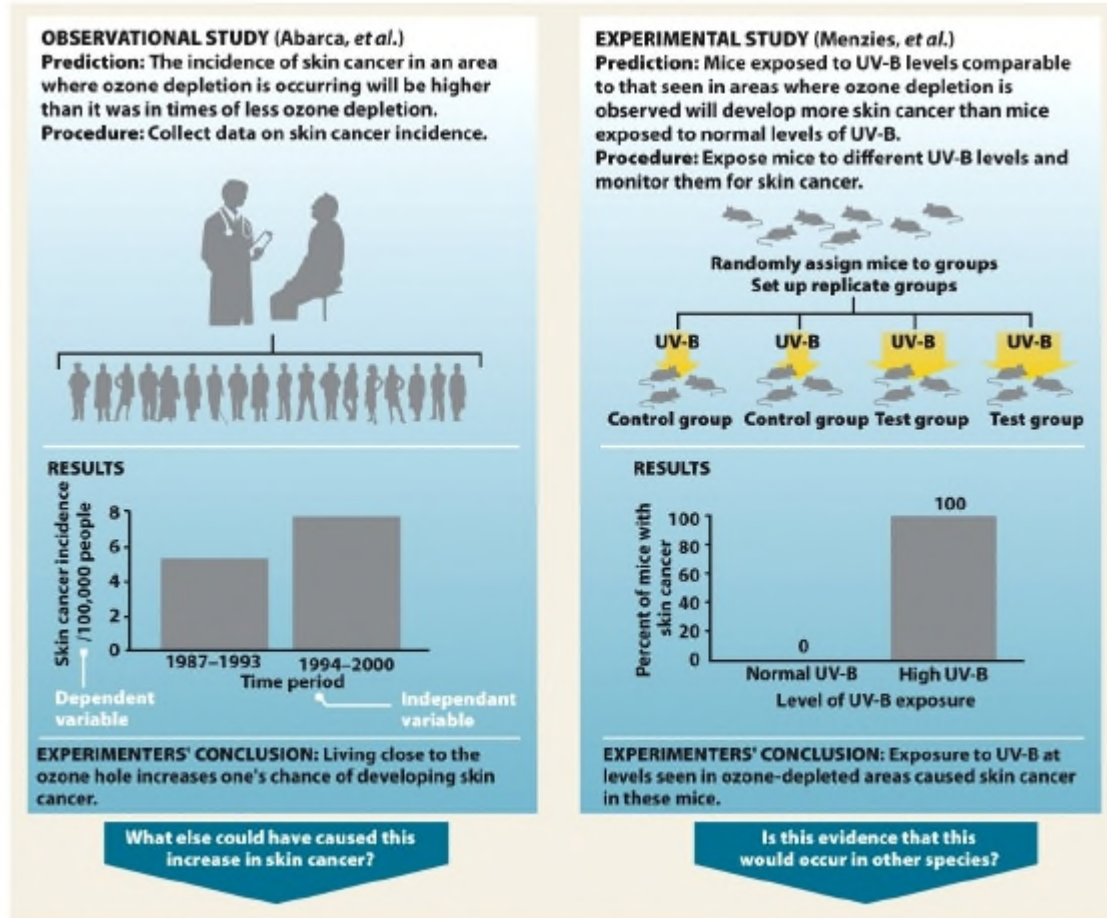 OBSERVATIONAL STUDY (Abarca, et al.)
Prediction: The incidence of skin cancer in an area
where ozone depletion is occurring will be higher
than it was in times of less ozone depletion.
Procedure: Collect data on skin cancer incidence.
RESULTS
Skin cancer incidence
/100,000 people
8
6
4
2
0
1987–1993
1994–2000
Time period
Dependent
variable
Independant
variable
EXPERIMENTERS' CONCLUSION: Living close to the
ozone hole increases one's chance of developing skin
cancer.
What else could have caused this
increase in skin cancer?
EXPERIMENTAL STUDY (Menzies, et al.)
Prediction: Mice exposed to UV-B levels comparable
to that seen in areas where ozone depletion is
observed will develop more skin cancer than mice
exposed to normal levels of UV-B.
Procedure: Expose mice to different UV-B levels and
monitor them for skin cancer.
Randomly assign mice to groups
Set up replicate groups
UV-B
UV-B
UV-B
UV-B
Control group
Control group
Test group
Test group
RESULTS
Percent of mice with
skin cancer
100
80
60
40
20
0
0
100
Normal UV-B
High UV-B
Level of UV-B exposure
EXPERIMENTERS' CONCLUSION: Exposure to UV-B at
levels seen in ozone-depleted areas caused skin cancer
in these mice.
Is this evidence that this
would occur in other species?